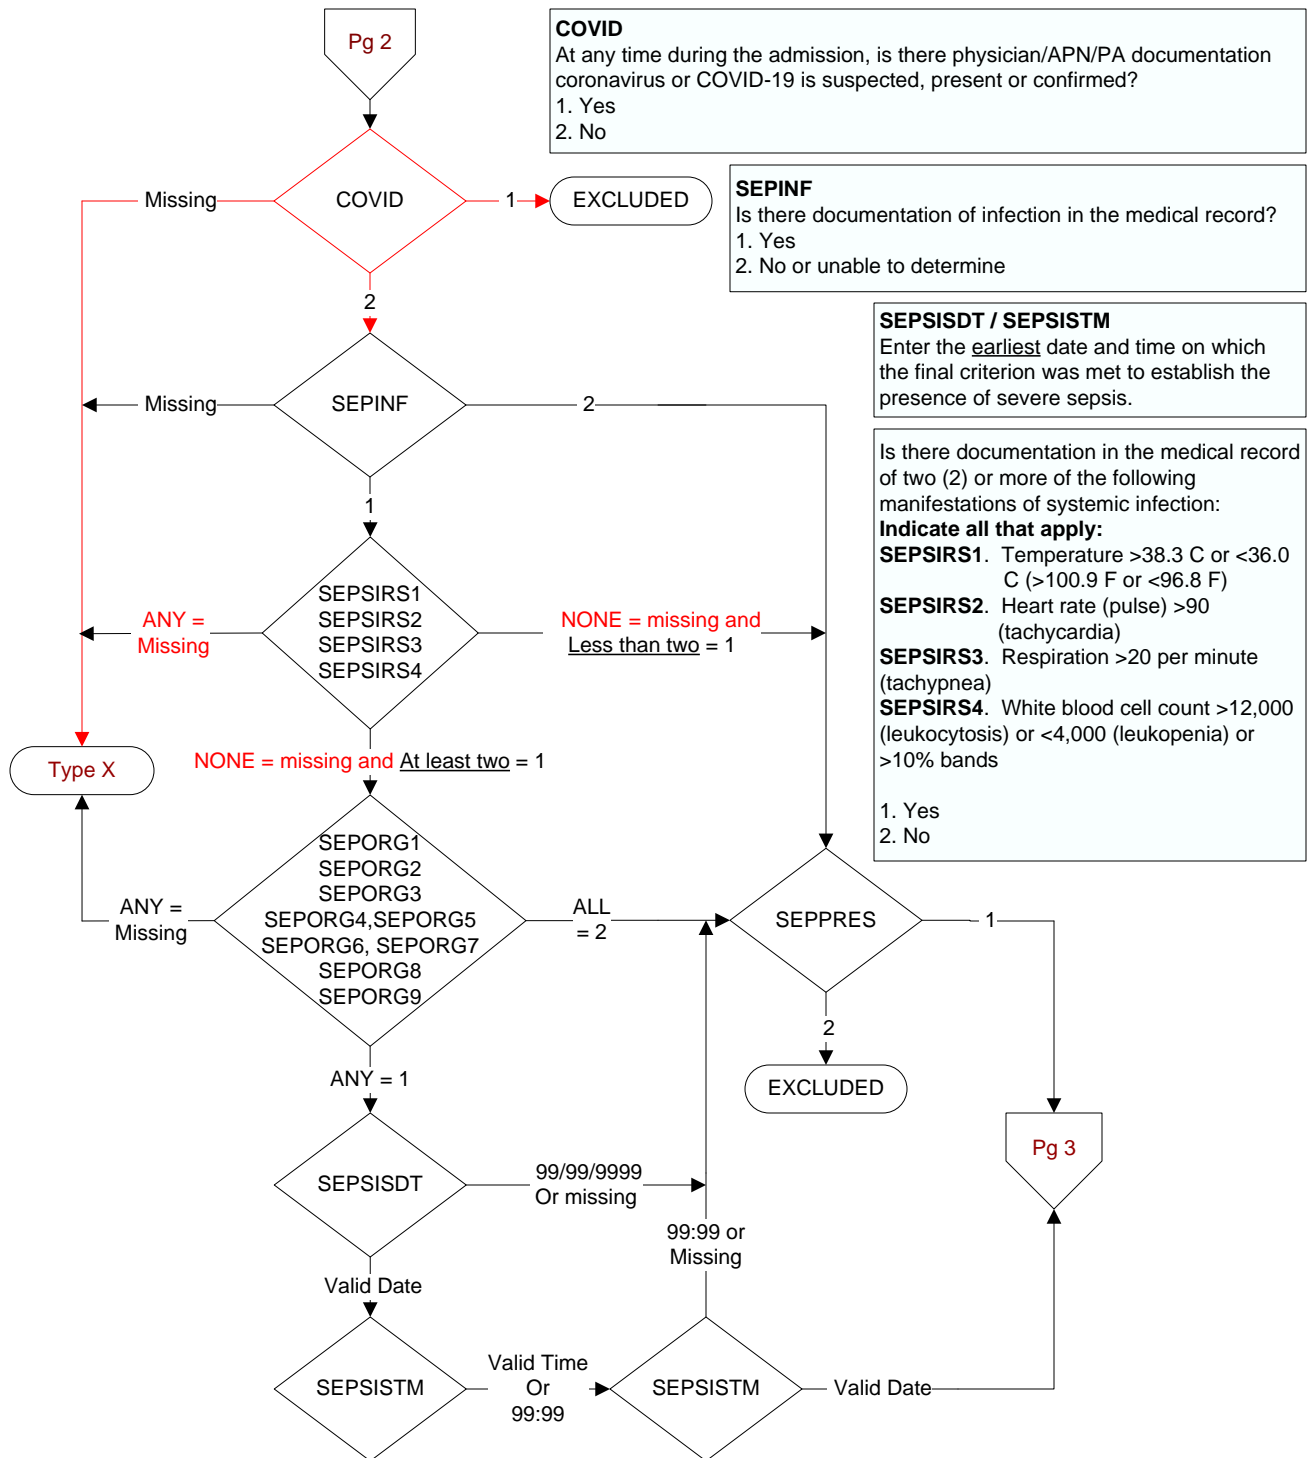 Pg 2
COVID
At any time during the admission, is there physician/APN/PA documentation
coronavirus or COVID-19 is suspected, present or confirmed?
1. Yes
2. No
Missing
COVID
1
EXCLUDED
SEPINF
Is there documentation of infection in the medical record?
1. Yes
2. No or unable to determine
2
SEPSISDT / SEPSISTM
Enter the earliest date and time on which
the final criterion was met to establish the
presence of severe sepsis.
Missing
SEPINF
2
1
Is there documentation in the medical record
of two (2) or more of the following
manifestations of systemic infection:
Indicate all that apply:
SEPSIRS1. Temperature >38.3 C or <36.0
C (>100.9 F or <96.8 F)
SEPSIRS2. Heart rate (pulse) >90
(tachycardia)
SEPSIRS3. Respiration >20 per minute
(tachypnea)
SEPSIRS4. White blood cell count >12,000
(leukocytosis) or <4,000 (leukopenia) or
>10% bands
1. Yes
2. No
SEPSIRS1
SEPSIRS2
SEPSIRS3
SEPSIRS4
ANY =
Missing
NONE = missing and
Less than two = 1
Type X
NONE = missing and At least two = 1
SEPORG1
SEPORG2
SEPORG3
SEPORG4,SEPORG5
SEPORG6, SEPORG7
SEPORG8
SEPORG9
ANY =
Missing
ALL
= 2
SEPPRES
1
2
EXCLUDED
ANY = 1
Pg 3
SEPSISDT
99/99/9999
Or missing
99:99 or
Missing
Valid Date
SEPSISTM
Valid Time
Or
99:99
SEPSISTM
Valid Date